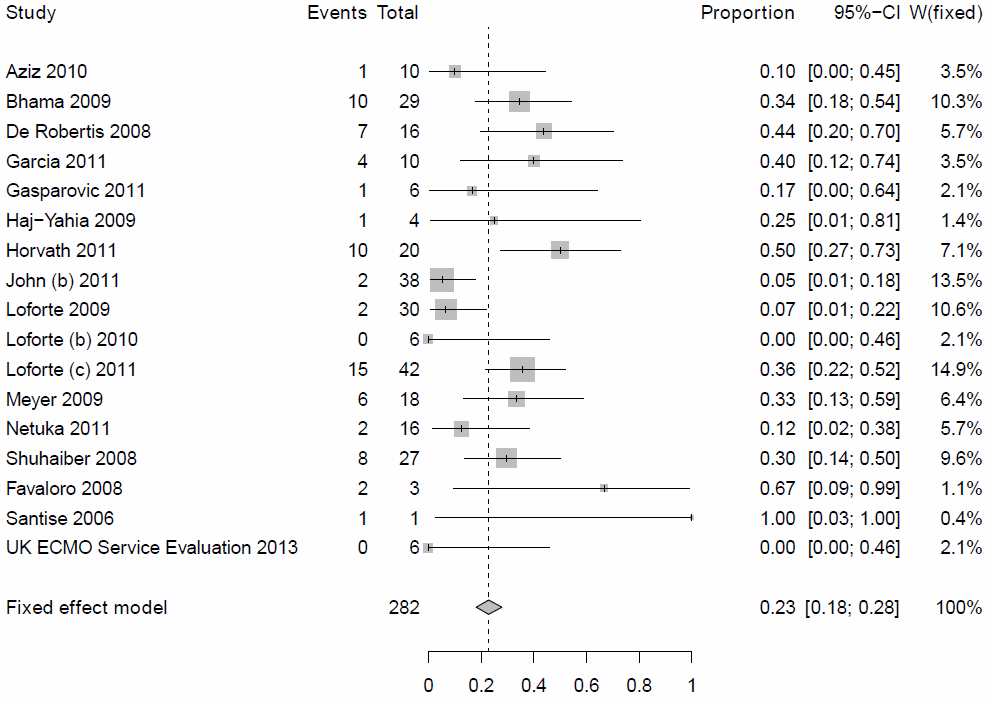 Study Events Total Proportion 95%−CI W(fixed)
Aziz 2010 1 10 0.10 [0.00; 0.45] 3.5%
Bhama 2009 10 29 0.34 [0.18; 0.54] 10.3%
De Robertis 2008 7 16 0.44 [0.20; 0.70] 5.7%
Garcia 2011 4 10 0.40 [0.12; 0.74] 3.5%
Gasparovic 2011 1 6 0.17 [0.00; 0.64] 2.1%
Haj−Yahia 2009 1 4 0.25 [0.01; 0.81] 1.4%
Horvath 2011 10 20 0.50 [0.27; 0.73] 7.1%
John (b) 2011 2 38 0.05 [0.01; 0.18] 13.5%
Loforte 2009 2 30 0.07 [0.01; 0.22] 10.6%
Loforte (b) 2010 0 6 0.00 [0.00; 0.46] 2.1%
Loforte (c) 2011 15 42 0.36 [0.22; 0.52] 14.9%
Meyer 2009 6 18 0.33 [0.13; 0.59] 6.4%
Netuka 2011 2 16 0.12 [0.02; 0.38] 5.7%
Shuhaiber 2008 8 27 0.30 [0.14; 0.50] 9.6%
Favaloro 2008 2 3 0.67 [0.09; 0.99] 1.1%
Santise 2006 1 1 1.00 [0.03; 1.00] 0.4%
UK ECMO Service Evaluation 2013 0 6 0.00 [0.00; 0.46] 2.1%
Fixed effect model 282 0.23 [0.18; 0.28] 100%
0 0.2 0.4 0.6 0.8 1